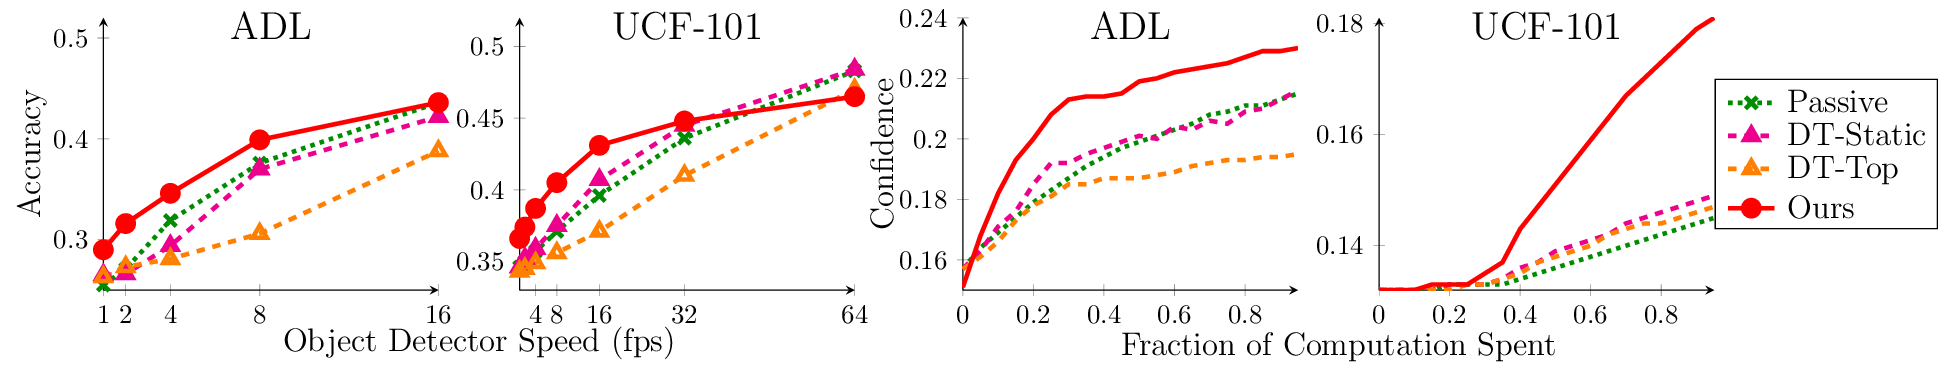 ADL
Accuracy
0.5
0.4
0.3
1 2 4 8 16
UCF-101
0.5
0.45
0.4
0.35
4 8 16 32 64
Object Detector Speed (fps)
ADL
Confidence
0.24
0.22
0.2
0.18
0.16
0 0.2 0.4 0.6 0.8
UCF-101
0.18
0.16
0.14
0 0.2 0.4 0.6 0.8
Fraction of Computation Spent
Passive
DT-Static
DT-Top
Ours